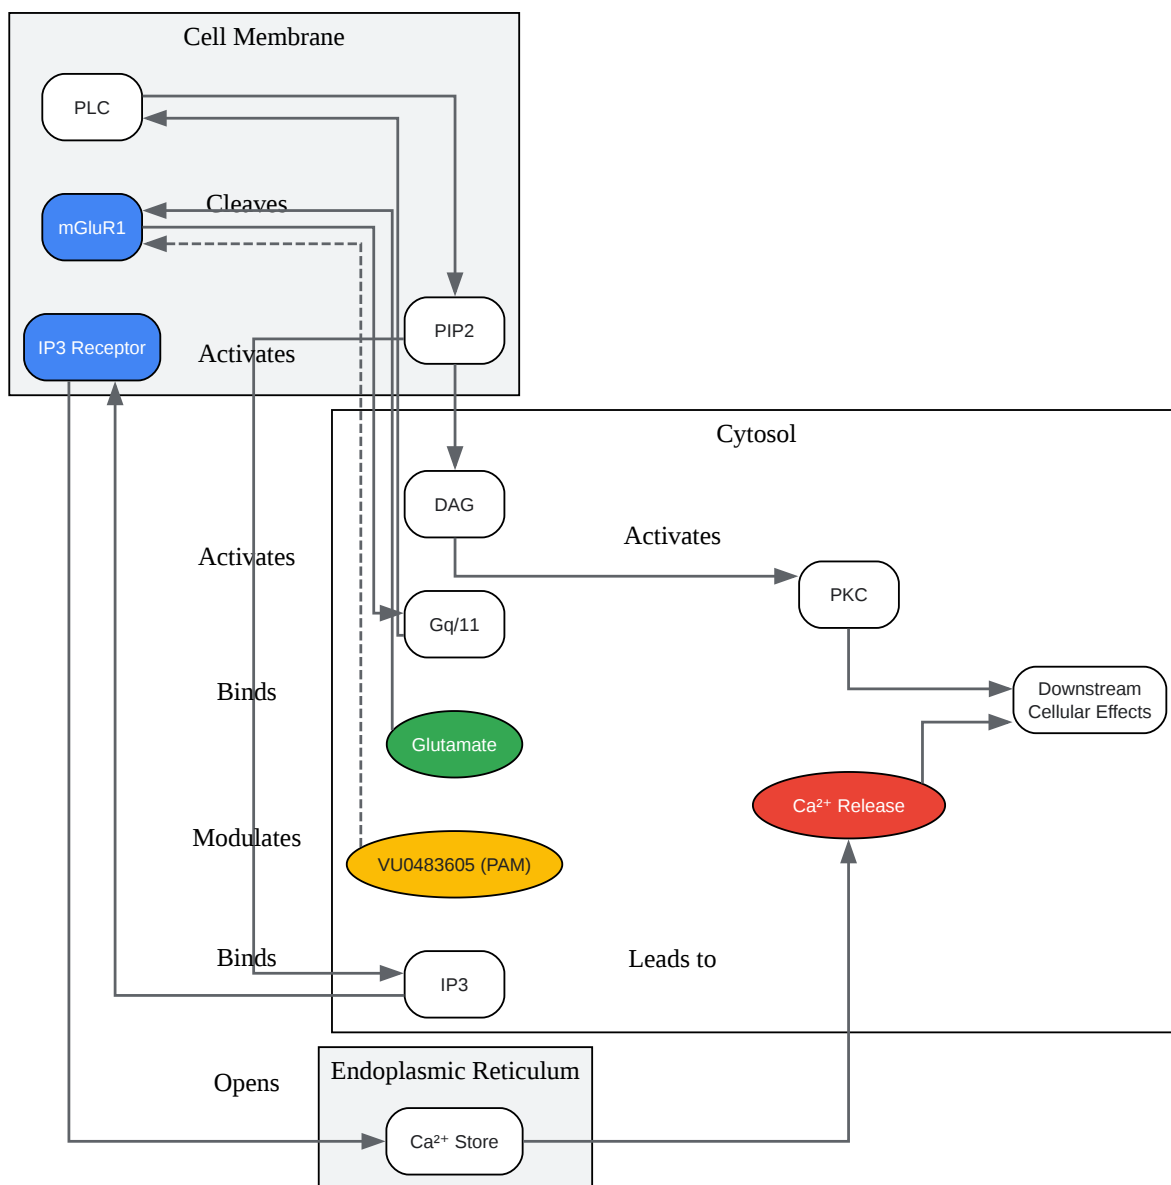 Cell Membrane
PLC
Cleaves
mGluR1
PIP2
IP3 Receptor
Activates
Cytosol
DAG
Activates
Activates
PKC
Gq/11
Binds
Downstream
Cellular Effects
Glutamate
Ca²⁺ Release
Modulates
VU0483605 (PAM)
Binds
Leads to
IP3
Endoplasmic Reticulum
Opens
Ca²⁺ Store